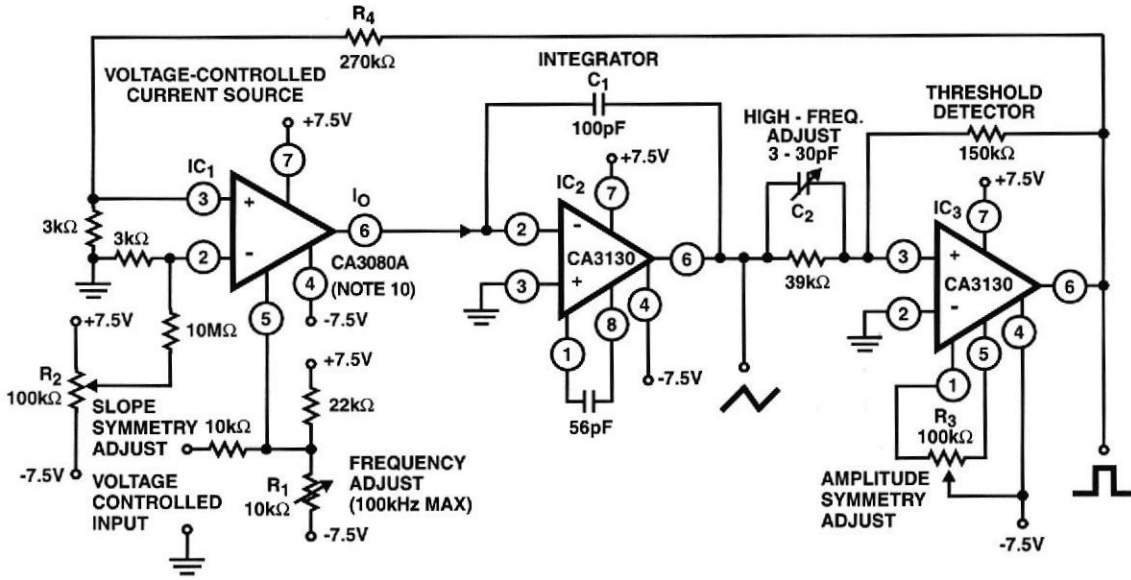 R4
270kΩ
VOLTAGE-CONTROLLED
CURRENT SOURCE
+7.5V
7
IC1
3
+
3kΩ
3kΩ
2
-
IO
6
CA3080A
(NOTE 10)
4
-7.5V
5
10MΩ
+7.5V
R2
100kΩ
-7.5V
SLOPE
SYMMETRY
ADJUST
10kΩ
VOLTAGE
CONTROLLED
INPUT
+7.5V
22kΩ
R1
10kΩ
FREQUENCY
ADJUST
(100kHz MAX)
-7.5V
INTEGRATOR
C1
100pF
+7.5V
7
IC2
2
-
CA3130
6
3
+
4
8
1
-7.5V
56pF
HIGH - FREQ.
ADJUST
3 - 30pF
C2
39kΩ
THRESHOLD
DETECTOR
150kΩ
+7.5V
7
IC3
3
+
CA3130
6
2
-
4
5
1
R3
100kΩ
AMPLITUDE
SYMMETRY
ADJUST
-7.5V